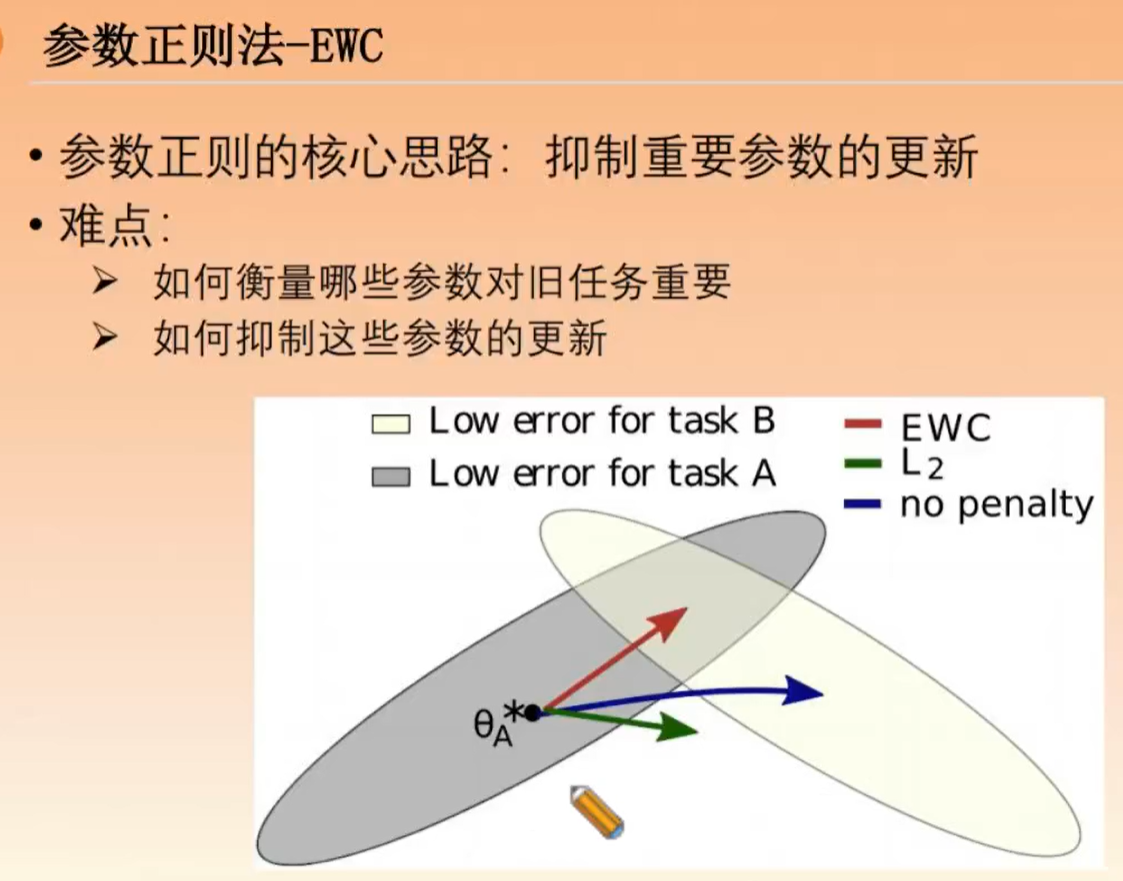 参数正则法-EWC
• 参数正则的核心思路：抑制重要参数的更新
• 难点：
➢ 如何衡量哪些参数对旧任务重要
➢ 如何抑制这些参数的更新
Low error for task B
Low error for task A
EWC
L₂
no penalty
θ*A